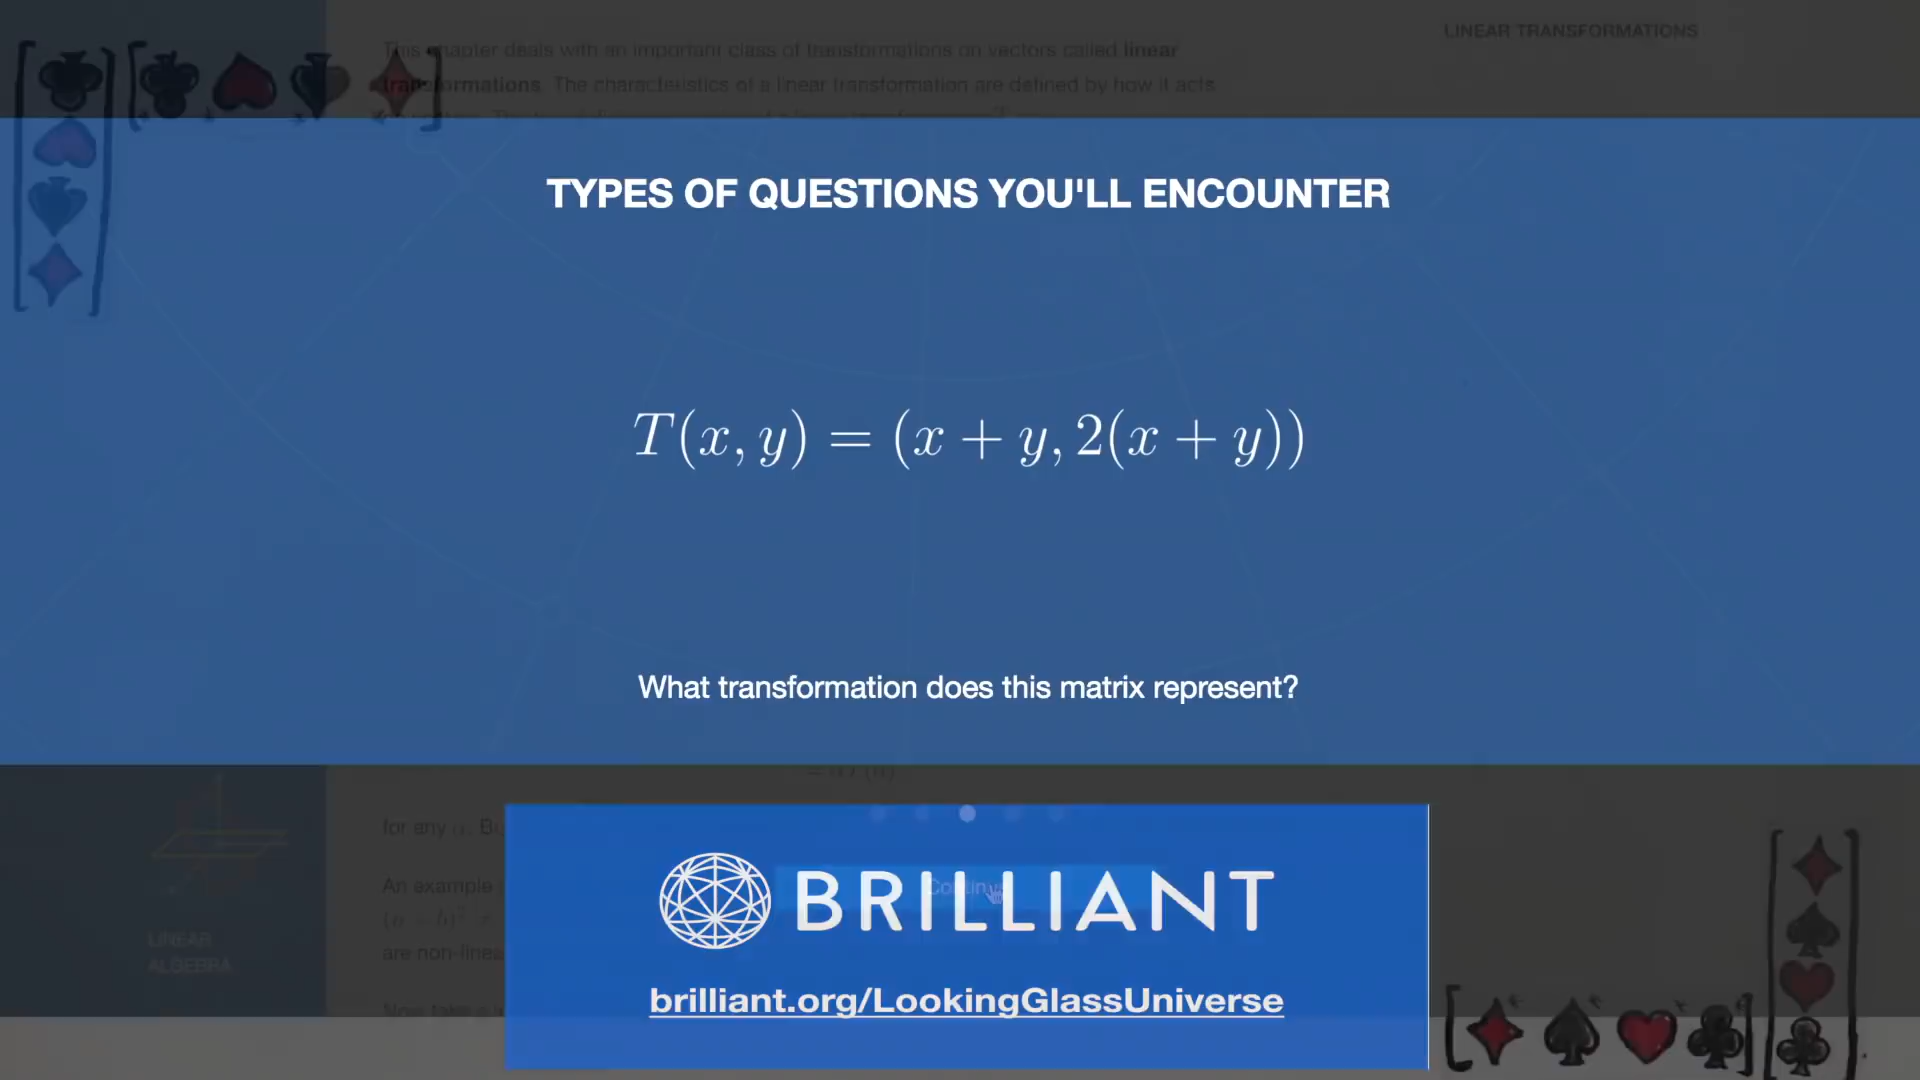 LINEAR TRANSFORMATIONS
This chapter deals with an important class of transformations on vectors called linear
transformations. The characteristics of a linear transformation are defined by how it acts
TYPES OF QUESTIONS YOU'LL ENCOUNTER
T(x, y) = (x + y, 2(x + y))
What transformation does this matrix represent?
for any
An example
are non-linea
LINEAR
ALGEBRA
BRILLIANT
brilliant.org/LookingGlassUniverse